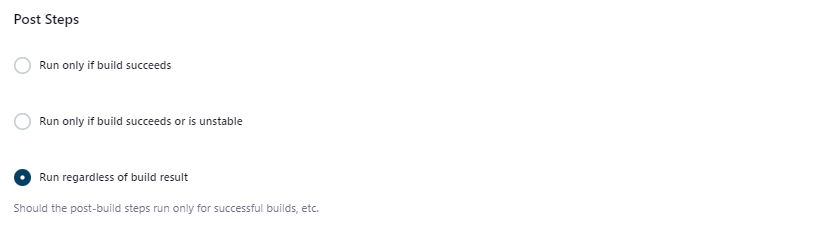 Post Steps
Run only if build succeeds
Run only if build succeeds or is unstable
Run regardless of build result
Should the post-build steps run only for successful builds, etc.